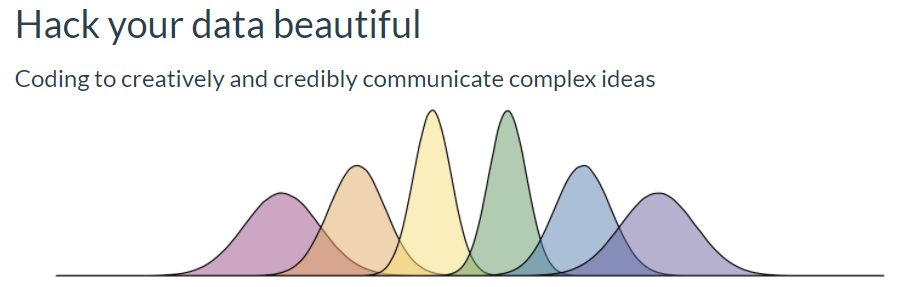 Hack your data beautiful
Coding to creatively and credibly communicate complex ideas